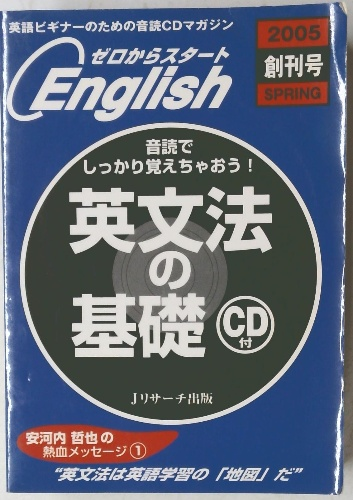 英語ビギナーのための音読CDマガジン
2005
創刊号
SPRING
ゼロからスタート
English
音読で
しっかり覚えちゃおう！
英文法
の
基礎
CD
付
Jリサーチ出版
安河内 哲也の
熱血メッセージ①
“英文法は英語学習の「地図」だ”